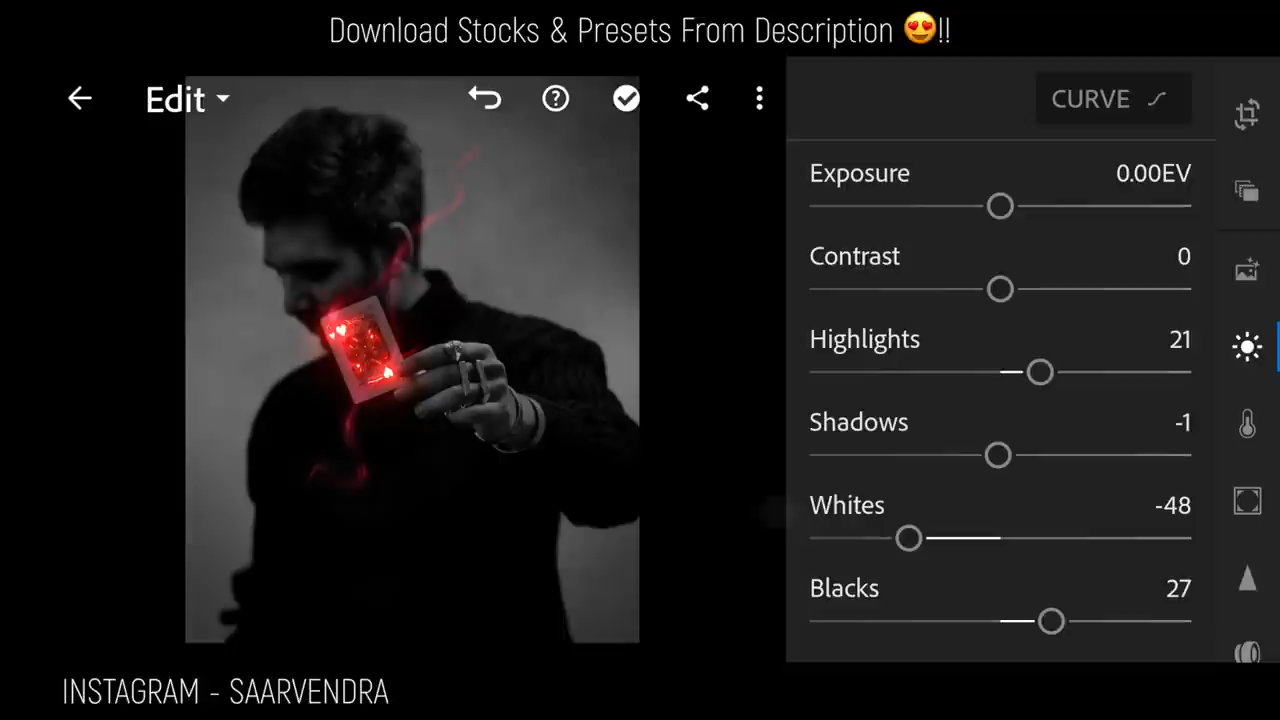 Download Stocks & Presets From Description 😍!!
Edit
CURVE
Exposure 0.00EV
Contrast 0
Highlights 21
Shadows -1
Whites -48
Blacks 27
INSTAGRAM - SAARVENDRA